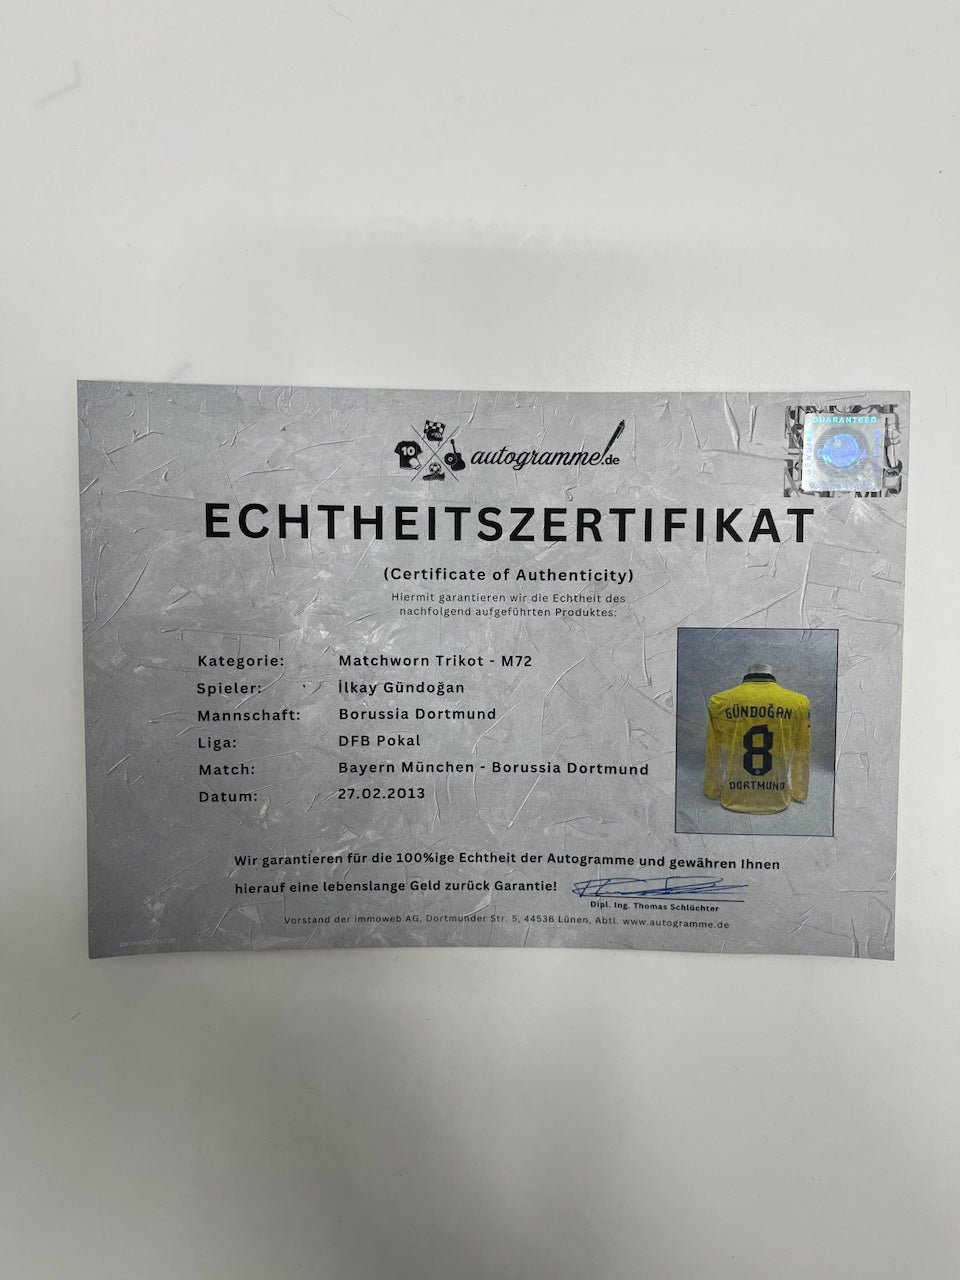 10
autogramme.de
GUARANTEED
GENUINE
ECHTHEITSZERTIFIKAT
(Certificate of Authenticity)
Hiermit garantieren wir die Echtheit des
nachfolgend aufgeführten Produktes:
Kategorie: Matchworn Trikot - M72
Spieler: İlkay Gündoğan
Mannschaft: Borussia Dortmund
Liga: DFB Pokal
Match: Bayern München - Borussia Dortmund
Datum: 27.02.2013
GÜNDOĞAN
8
DORTMUND
Wir garantieren für die 100%ige Echtheit der Autogramme und gewähren Ihnen
hierauf eine lebenslange Geld zurück Garantie!
Dipl. Ing. Thomas Schlüchter
Vorstand der Immoweb AG, Dortmunder Str. 5, 44536 Lünen, Abtl. www.autogramme.de